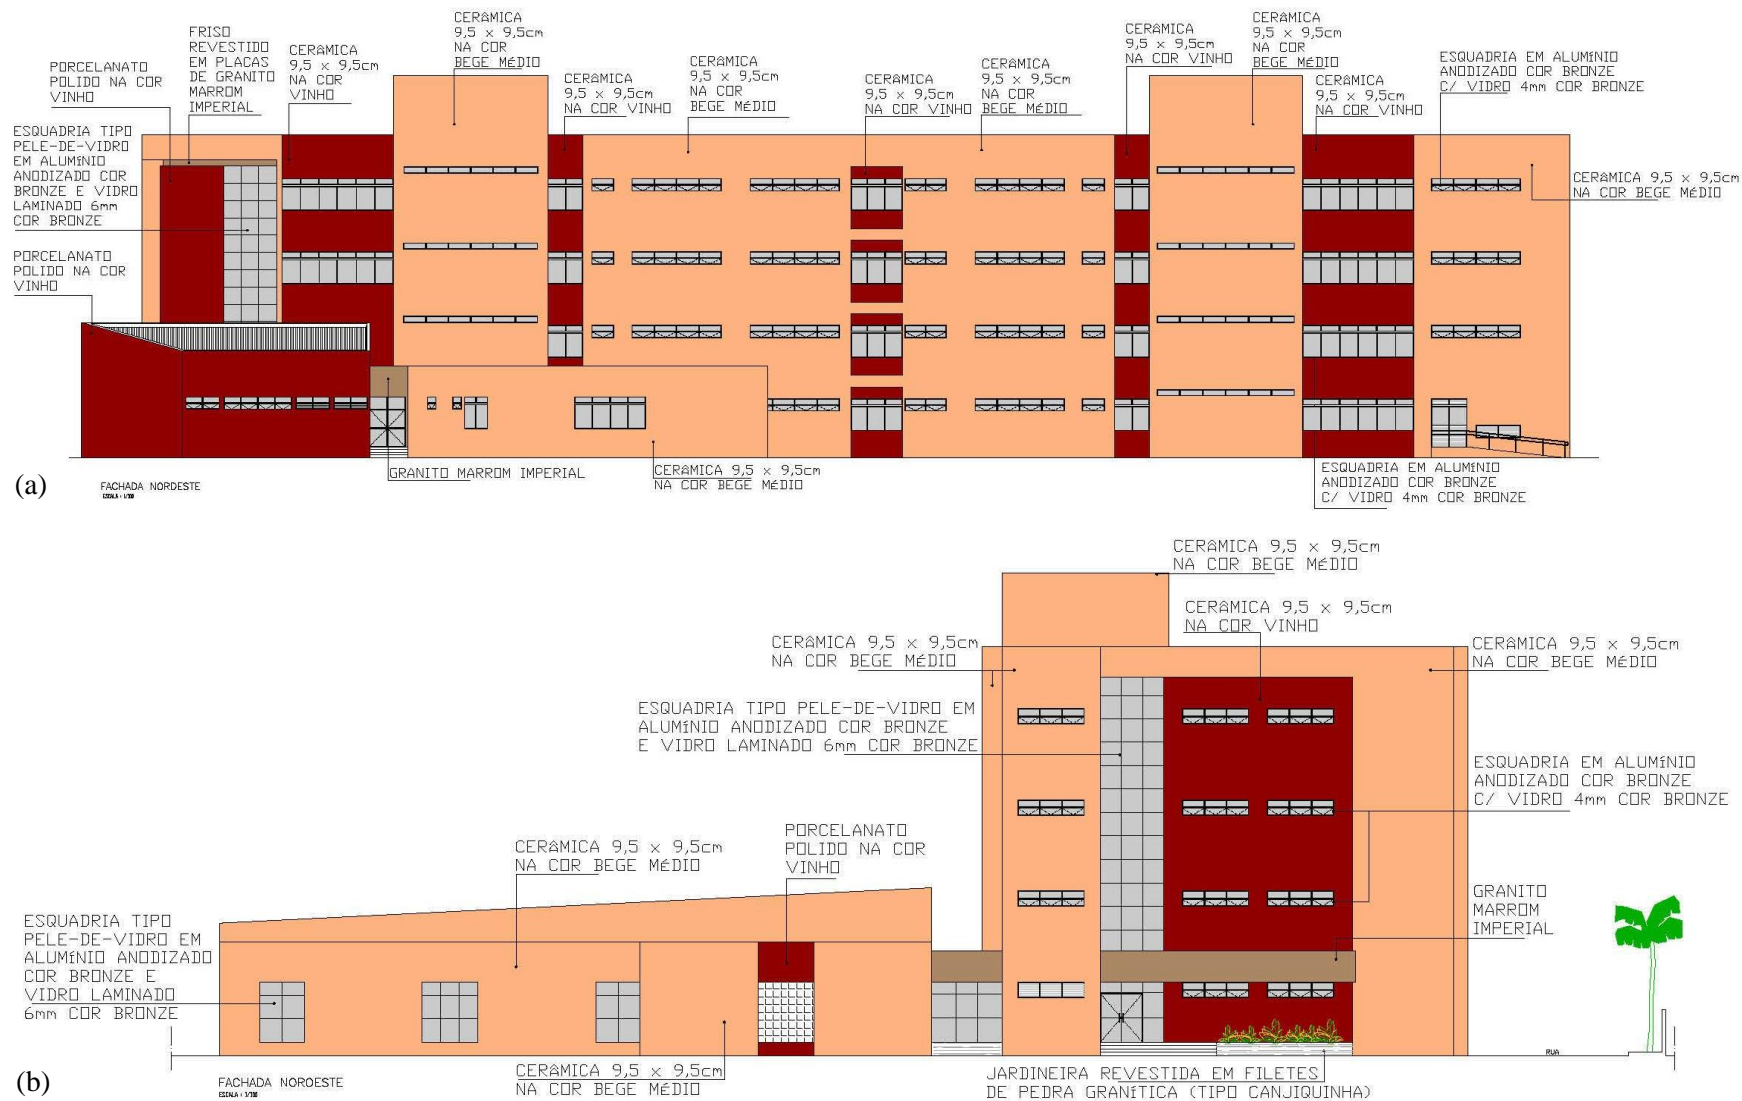 FRISO
REVESTIDO
EM PLACAS
DE GRANITO
MARROM
IMPERIAL
CERÂMICA
9,5 x 9,5cm
NA COR
VINHO
CERÂMICA
9,5 x 9,5cm
NA COR
BEGE MÉDIO
CERÂMICA
9,5 x 9,5cm
NA COR VINHO
CERÂMICA
9,5 x 9,5cm
NA COR
BEGE MÉDIO
CERÂMICA
9,5 x 9,5cm
NA COR VINHO
CERÂMICA
9,5 x 9,5cm
NA COR
BEGE MÉDIO
CERÂMICA
9,5 x 9,5cm
NA COR VINHO
CERÂMICA
9,5 x 9,5cm
NA COR
BEGE MÉDIO
CERÂMICA
9,5 x 9,5cm
NA COR VINHO
ESQUADRIA EM ALUMÍNIO
ANODIZADO COR BRONZE
C/ VIDRO 4mm COR BRONZE
CERÂMICA 9,5 x 9,5cm
NA COR BEGE MÉDIO
PORCELANATO
POLIDO NA COR
VINHO
ESQUADRIA TIPO
PELE-DE-VIDRO
EM ALUMÍNIO
ANODIZADO COR
BRONZE E VIDRO
LAMINADO 6mm
COR BRONZE
PORCELANATO
POLIDO NA COR
VINHO
GRANITO MARROM IMPERIAL
CERÂMICA 9,5 x 9,5cm
NA COR BEGE MÉDIO
ESQUADRIA EM ALUMÍNIO
ANODIZADO COR BRONZE
C/ VIDRO 4mm COR BRONZE
(a)
FACHADA NORDESTE
ESCALA : 1/100
CERÂMICA 9,5 x 9,5cm
NA COR BEGE MÉDIO
CERÂMICA 9,5 x 9,5cm
NA COR VINHO
CERÂMICA 9,5 x 9,5cm
NA COR BEGE MÉDIO
CERÂMICA 9,5 x 9,5cm
NA COR BEGE MÉDIO
ESQUADRIA TIPO PELE-DE-VIDRO EM
ALUMÍNIO ANODIZADO COR BRONZE
E VIDRO LAMINADO 6mm COR BRONZE
ESQUADRIA EM ALUMÍNIO
ANODIZADO COR BRONZE
C/ VIDRO 4mm COR BRONZE
PORCELANATO
POLIDO NA COR
VINHO
CERÂMICA 9,5 x 9,5cm
NA COR BEGE MÉDIO
GRANITO
MARROM
IMPERIAL
ESQUADRIA TIPO
PELE-DE-VIDRO EM
ALUMÍNIO ANODIZADO
COR BRONZE E
VIDRO LAMINADO
6mm COR BRONZE
RUA
CERÂMICA 9,5 x 9,5cm
NA COR BEGE MÉDIO
JARDINEIRA REVESTIDA EM FILETES
DE PEDRA GRANÍTICA (TIPO CANJIQUINHA)
(b)
FACHADA NOROESTE
ESCALA : 1/100